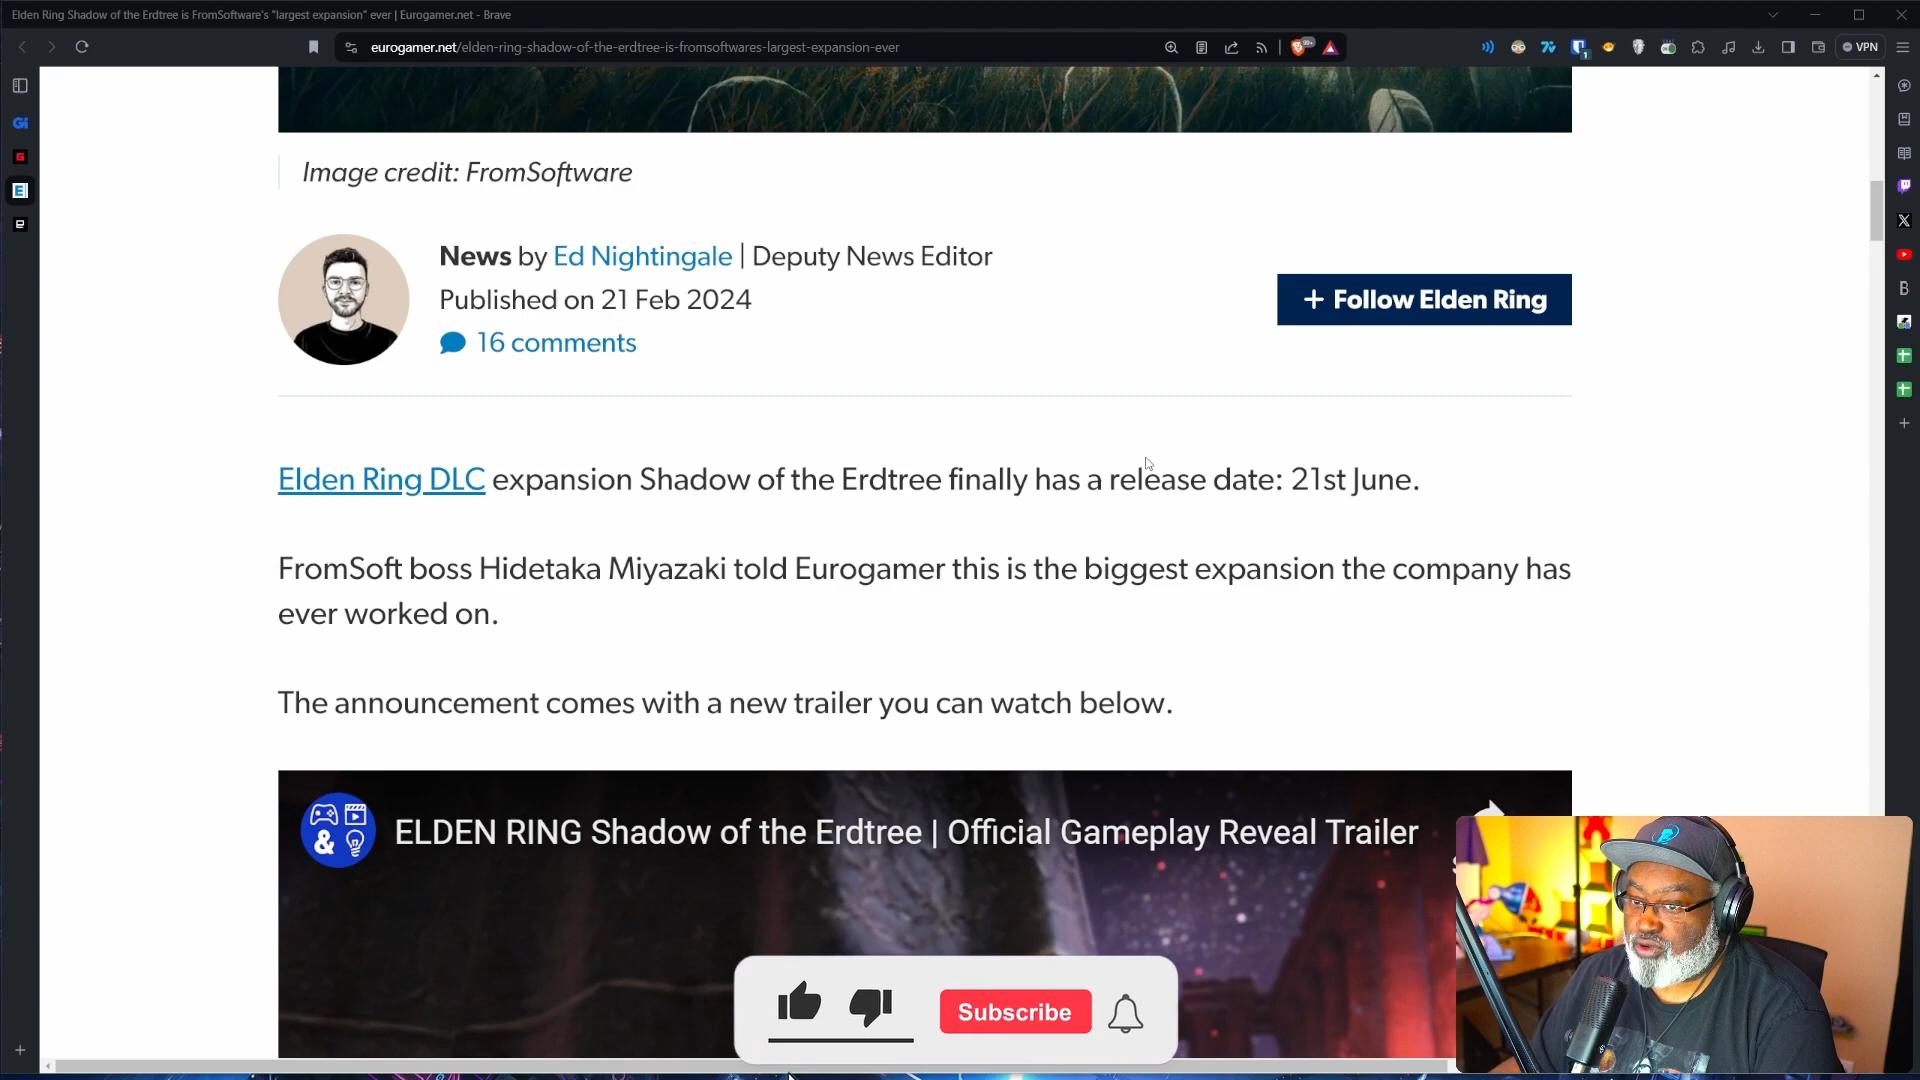 Elden Ring Shadow of the Erdtree is FromSoftware's "largest expansion" ever | Eurogamer.net - Brave
eurogamer.net/elden-ring-shadow-of-the-erdtree-is-fromsoftwares-largest-expansion-ever
99+
1
VPN
Gi
G
E
B
Image credit: FromSoftware
News by Ed Nightingale | Deputy News Editor
Published on 21 Feb 2024
16 comments
+ Follow Elden Ring
Elden Ring DLC expansion Shadow of the Erdtree finally has a release date: 21st June.
FromSoft boss Hidetaka Miyazaki told Eurogamer this is the biggest expansion the company has
ever worked on.
The announcement comes with a new trailer you can watch below.
&
ELDEN RING Shadow of the Erdtree | Official Gameplay Reveal Trailer
Subscribe